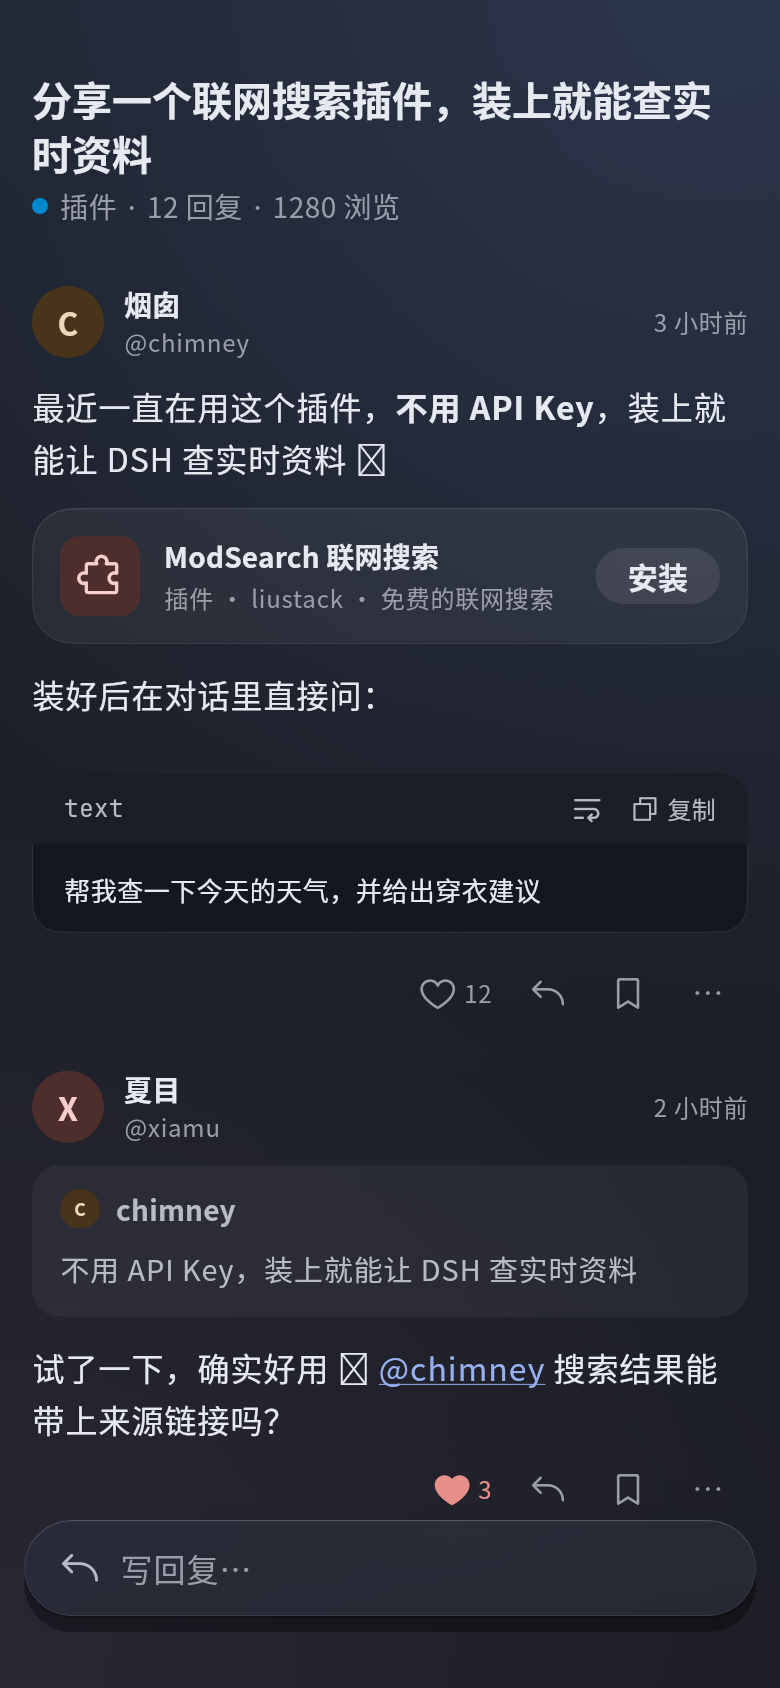 分享一个联网搜索插件，装上就能查实
时资料
插件 · 12 回复 · 1280 浏览
C
烟囱
@chimney
3 小时前
最近一直在用这个插件，不用 API Key，装上就
能让 DSH 查实时资料
ModSearch 联网搜索
插件 · liustack · 免费的联网搜索
安装
装好后在对话里直接问：
text
复制
帮我查一下今天的天气，并给出穿衣建议
12
···
X
夏目
@xiamu
2 小时前
C
chimney
不用 API Key，装上就能让 DSH 查实时资料
试了一下，确实好用 @chimney 搜索结果能
带上来源链接吗？
3
···
写回复…